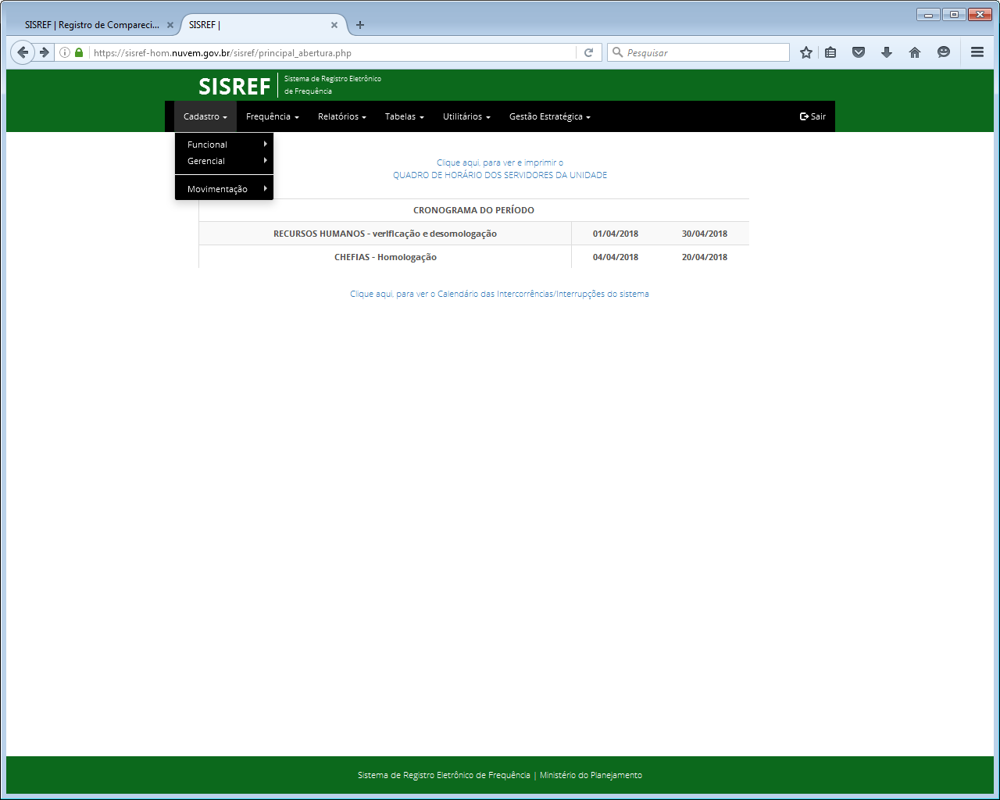 SISREF | Registro de Compareci...
SISREF |
https://sisref-hom.nuvem.gov.br/sisref/principal_abertura.php
Pesquisar
SISREF
Sistema de Registro Eletrônico
de Frequência
Cadastro
Frequência
Relatórios
Tabelas
Utilitários
Gestão Estratégica
Sair
Funcional
Gerencial
Movimentação
Clique aqui, para ver e imprimir o
QUADRO DE HORÁRIO DOS SERVIDORES DA UNIDADE
CRONOGRAMA DO PERÍODO
RECURSOS HUMANOS - verificação e desomologação 01/04/2018 30/04/2018
CHEFIAS - Homologação 04/04/2018 20/04/2018
Clique aqui, para ver o Calendário das Intercorrências/Interrupções do sistema
Sistema de Registro Eletrônico de Frequência | Ministério do Planejamento